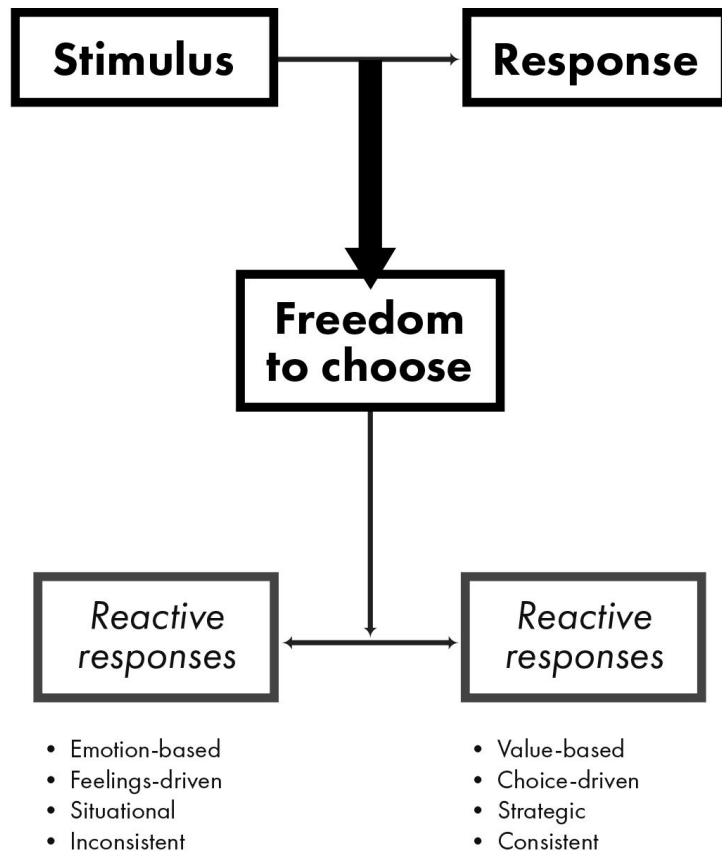 Stimulus
Response
Freedom
to choose
Reactive
responses
Reactive
responses
• Emotion-based
• Feelings-driven
• Situational
• Inconsistent
• Value-based
• Choice-driven
• Strategic
• Consistent